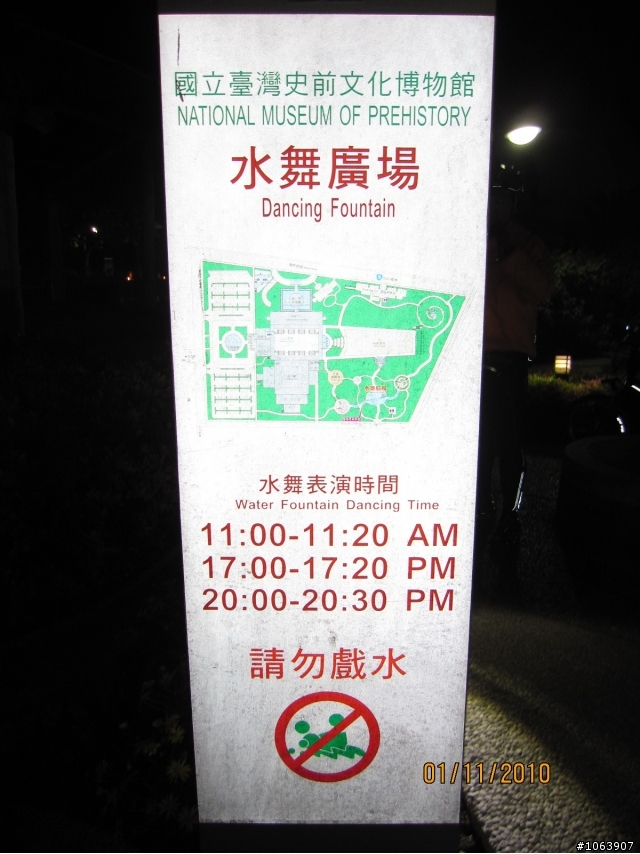 國立臺灣史前文化博物館
NATIONAL MUSEUM OF PREHISTORY
水舞廣場
Dancing Fountain
水舞表演時間
Water Fountain Dancing Time
11:00-11:20 AM
17:00-17:20 PM
20:00-20:30 PM
請勿戲水
01/11/2010
#1063907